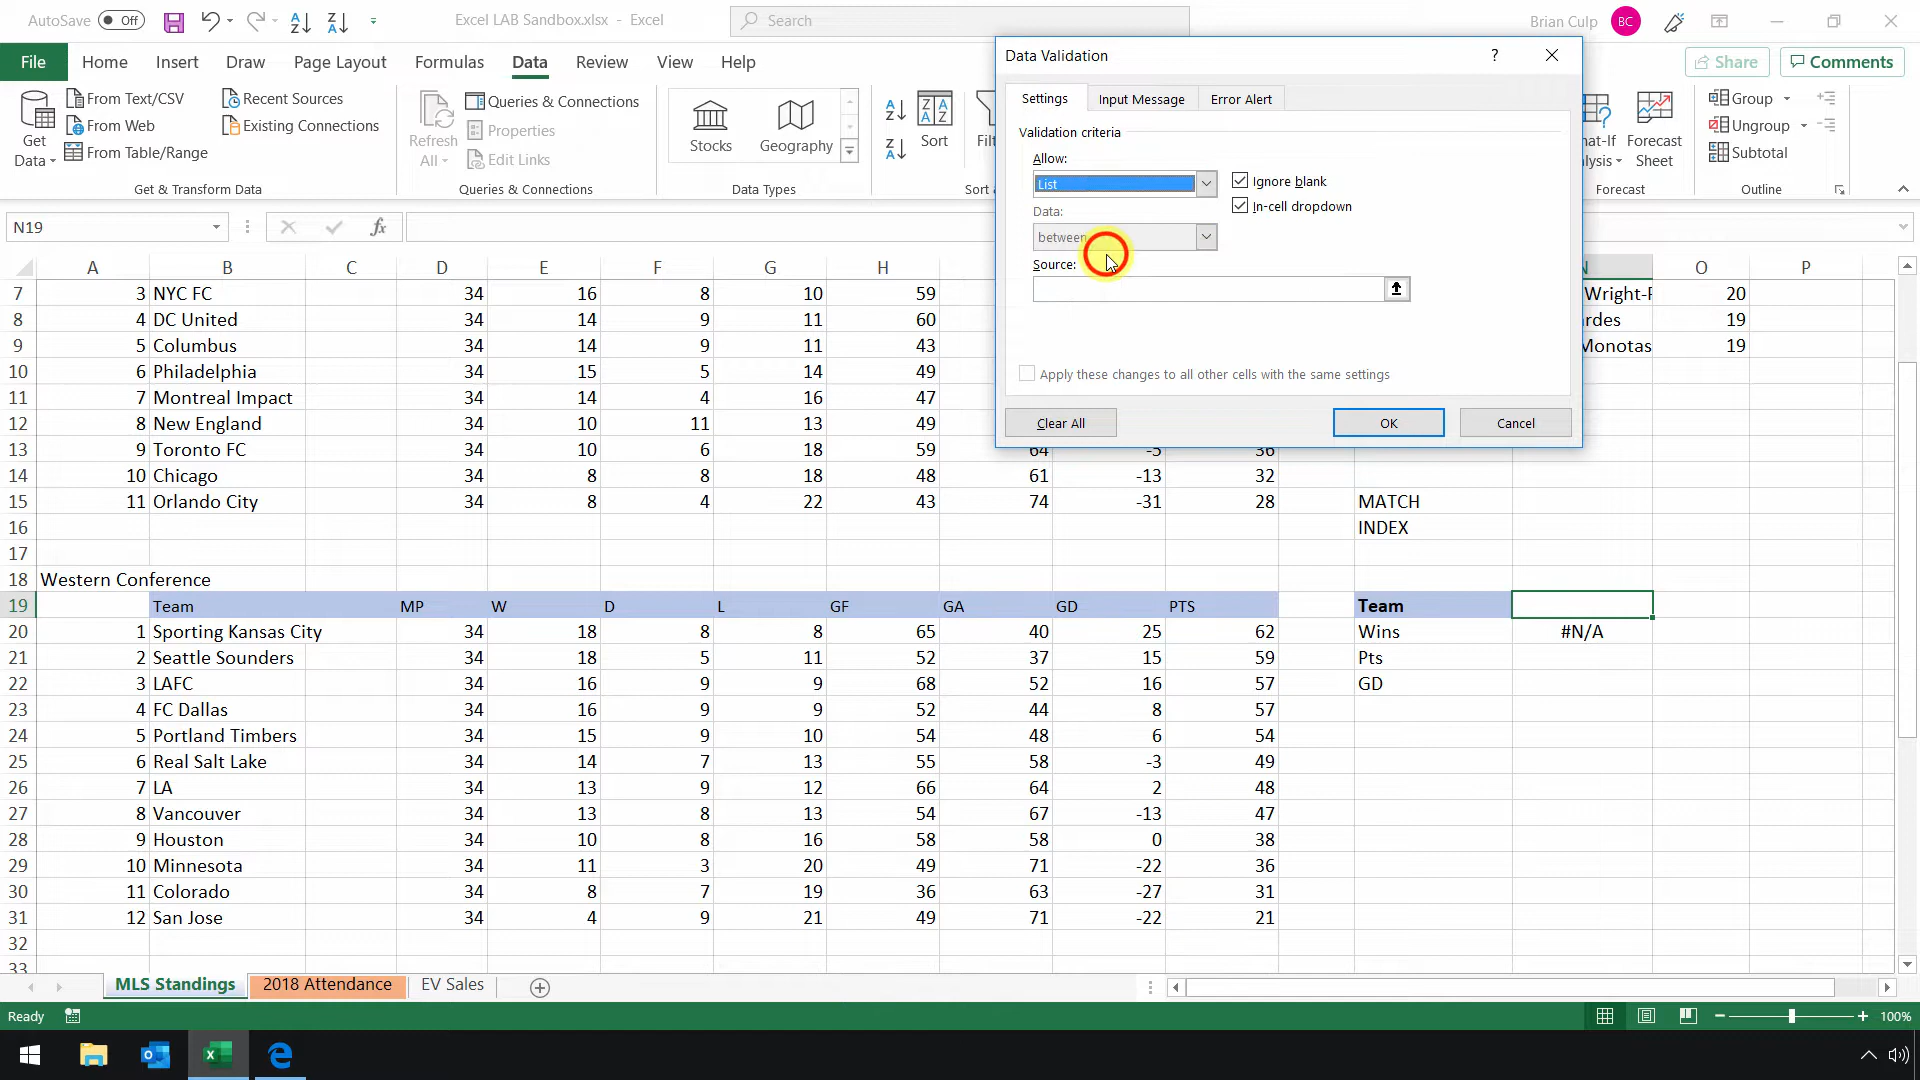 AutoSave Off Excel LAB Sandbox.xlsx - Excel Search Brian Culp BC
File Home Insert Draw Page Layout Formulas Data Review View Help Share Comments
Get Data From Text/CSV From Web From Table/Range Recent Sources Existing Connections
Get & Transform Data
Refresh All Queries & Connections Properties Edit Links
Queries & Connections
Stocks Geography
Data Types
Sort
Forecast Sheet
Forecast
Group Ungroup Subtotal
Outline
Data Validation ?
Settings Input Message Error Alert
Validation criteria
Allow:
List Ignore blank
Data: In-cell dropdown
between
Source:
Apply these changes to all other cells with the same settings
Clear All OK Cancel
N19 fx
A B C D E F G H N O P
7 3 NYC FC 34 16 8 10 59 20
8 4 DC United 34 14 9 11 60 19
9 5 Columbus 34 14 9 11 43 19
10 6 Philadelphia 34 15 5 14 49
11 7 Montreal Impact 34 14 4 16 47
12 8 New England 34 10 11 13 49
13 9 Toronto FC 34 10 6 18 59 64 -5 36
14 10 Chicago 34 8 8 18 48 61 -13 32
15 11 Orlando City 34 8 4 22 43 74 -31 28 MATCH
16 INDEX
17
18 Western Conference
19 Team MP W D L GF GA GD PTS Team
20 1 Sporting Kansas City 34 18 8 8 65 40 25 62 Wins #N/A
21 2 Seattle Sounders 34 18 5 11 52 37 15 59 Pts
22 3 LAFC 34 16 9 9 68 52 16 57 GD
23 4 FC Dallas 34 16 9 9 52 44 8 57
24 5 Portland Timbers 34 15 9 10 54 48 6 54
25 6 Real Salt Lake 34 14 7 13 55 58 -3 49
26 7 LA 34 13 9 12 66 64 2 48
27 8 Vancouver 34 13 8 13 54 67 -13 47
28 9 Houston 34 10 8 16 58 58 0 38
29 10 Minnesota 34 11 3 20 49 71 -22 36
30 11 Colorado 34 8 7 19 36 63 -27 31
31 12 San Jose 34 4 9 21 49 71 -22 21
32
33
MLS Standings 2018 Attendance EV Sales
Ready 100%